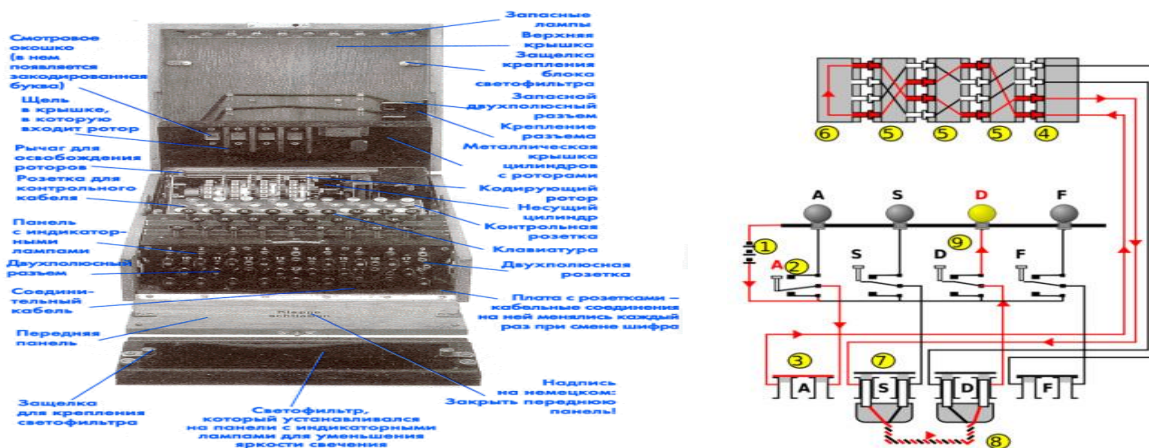 Смотровое
окошко
(в нем
появляется
закодированная
буква)
Щель
в крышке,
в которую
входит ротор
Рычаг для
освобождения
роторов
Розетка для
контрольного
кабеля
Панель
с индикатор-
ными
лампами
Двухполюсный
разъем
Соедини-
тельный
кабель
Передняя
панель
Защелка
для крепления
светофильтра
Запасные
лампы
Верхняя
крышка
Защелка
крепления
блока
светофильтра
Запасной
двухполюсный
разъем
Крепление
разъема
Металлическая
крышка
цилиндров
с роторами
Кодирующий
ротор
Несущий
цилиндр
Контрольная
розетка
Клавиатура
Двухполюсная
розетка
Плата с розетками –
кабельные соединения
на ней менялись каждый
раз при смене шифра
Надпись
на немецком:
Закрыть переднюю
панель!
Светофильтр,
который устанавливался
на панели с индикаторными
лампами для уменьшения
яркости свечения
6 5 5 5 4
A S D F
1 9
A 2 S D F
3 7
A S D F
8